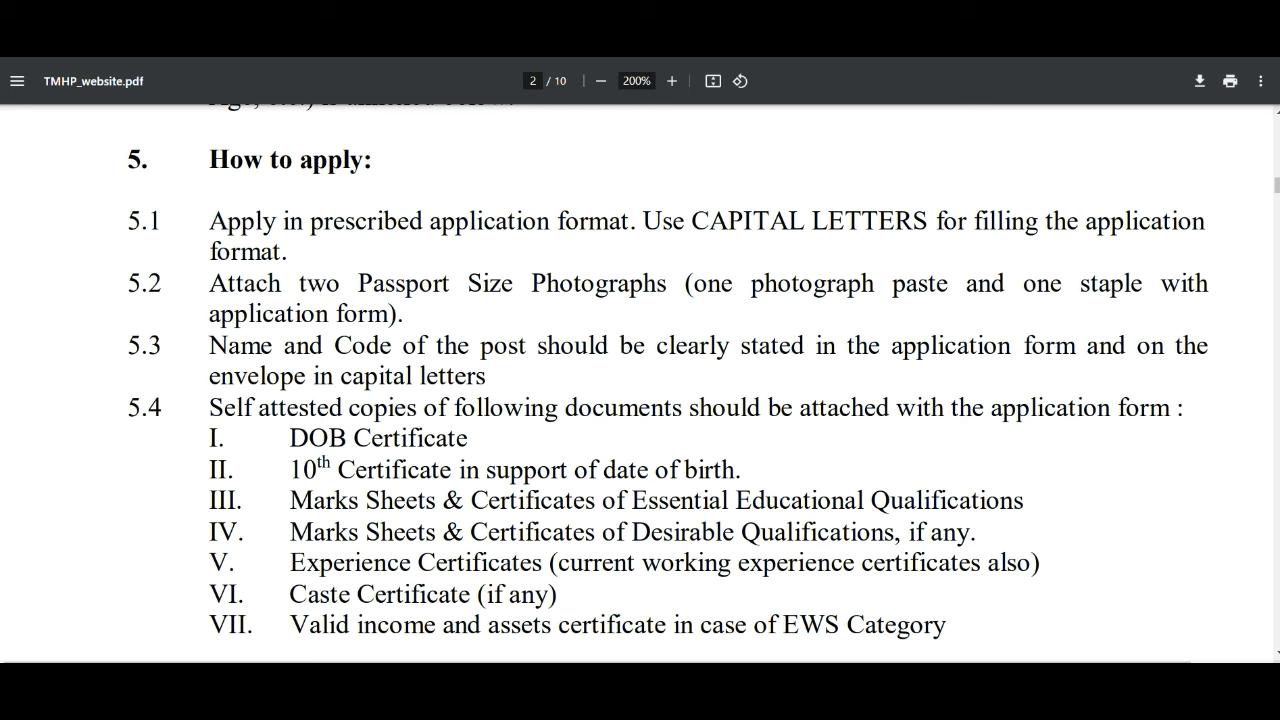 TMHP_website.pdf
2 / 10
200%
5. How to apply:
5.1 Apply in prescribed application format. Use CAPITAL LETTERS for filling the application
format.
5.2 Attach two Passport Size Photographs (one photograph paste and one staple with
application form).
5.3 Name and Code of the post should be clearly stated in the application form and on the
envelope in capital letters
5.4 Self attested copies of following documents should be attached with the application form :
I. DOB Certificate
II. 10th Certificate in support of date of birth.
III. Marks Sheets & Certificates of Essential Educational Qualifications
IV. Marks Sheets & Certificates of Desirable Qualifications, if any.
V. Experience Certificates (current working experience certificates also)
VI. Caste Certificate (if any)
VII. Valid income and assets certificate in case of EWS Category